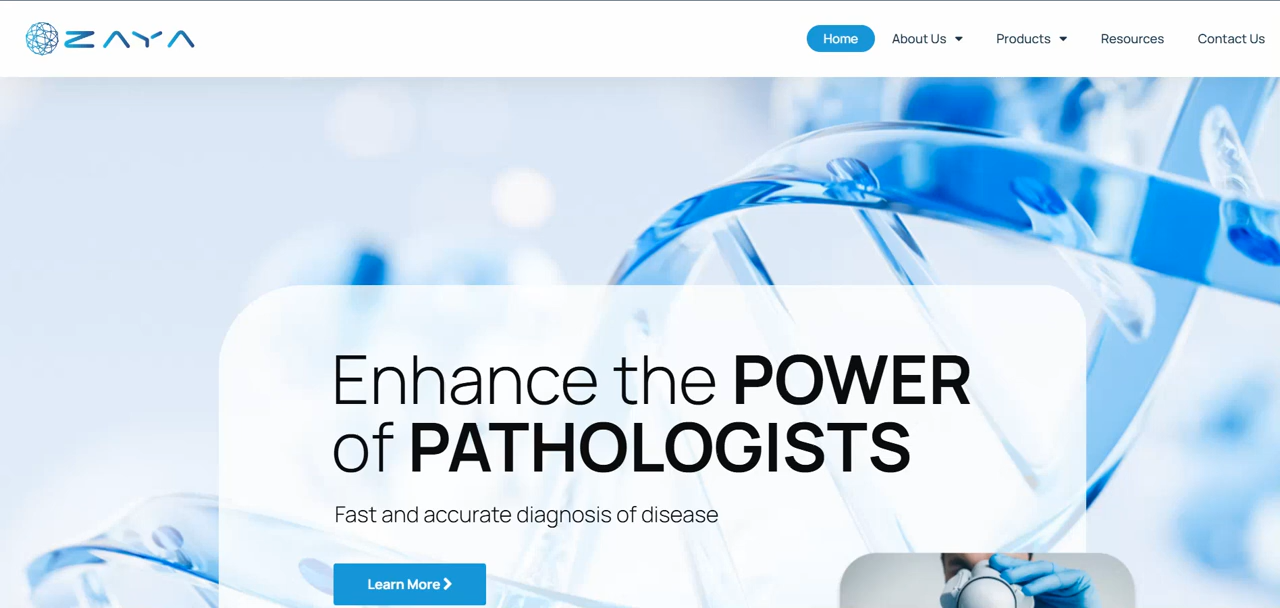 ZAYA
Home
About Us
Products
Resources
Contact Us
Enhance the POWER
of PATHOLOGISTS
Fast and accurate diagnosis of disease
Learn More